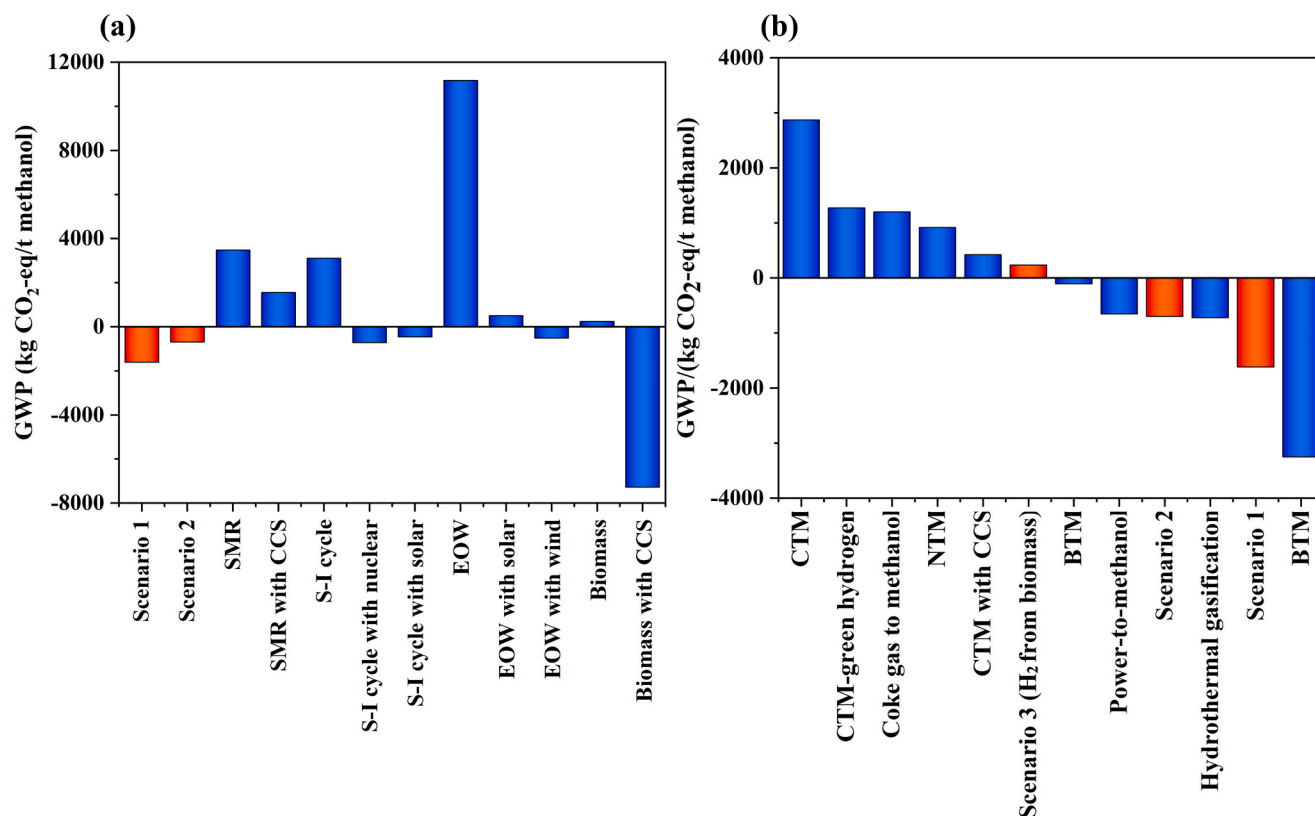 (a)
GWP (kg CO₂-eq/t methanol)
12000
8000
4000
0
-4000
-8000
Scenario 1
Scenario 2
SMR
SMR with CCS
S-I cycle
S-I cycle with nuclear
S-I cycle with solar
EOW
EOW with solar
EOW with wind
Biomass
Biomass with CCS
(b)
GWP/(kg CO₂-eq/t methanol)
4000
2000
0
-2000
-4000
CTM
CTM-green hydrogen
Coke gas to methanol
NTM
CTM with CCS
Scenario 3 (H₂ from biomass)
BTM
Power-to-methanol
Scenario 2
Hydrothermal gasification
Scenario 1
BTM